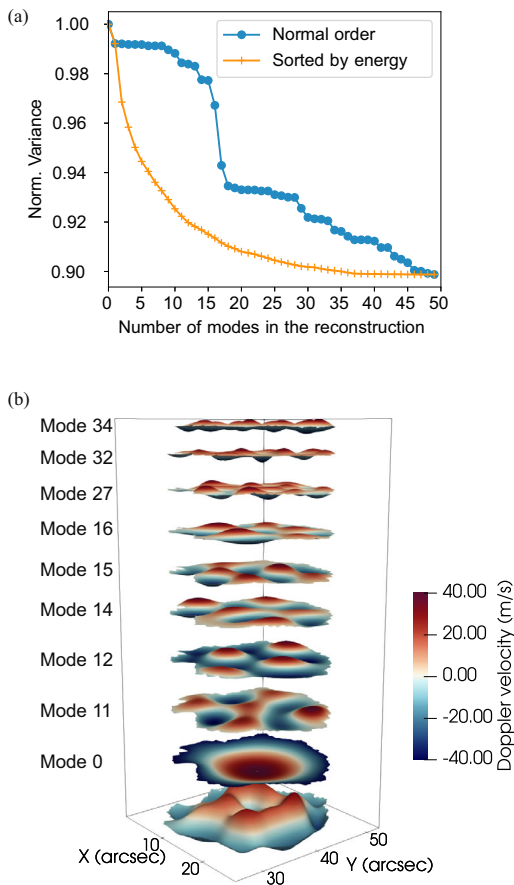 (a)
1.00
0.98
0.96
0.94
0.92
0.90
Norm. Variance
Normal order
Sorted by energy
0 5 10 15 20 25 30 35 40 45 50
Number of modes in the reconstruction
(b)
Mode 34
Mode 32
Mode 27
Mode 16
Mode 15
Mode 14
Mode 12
Mode 11
Mode 0
40.00
20.00
0.00
-20.00
-40.00
Doppler velocity (m/s)
X (arcsec)
10
20
30
40
50
Y (arcsec)